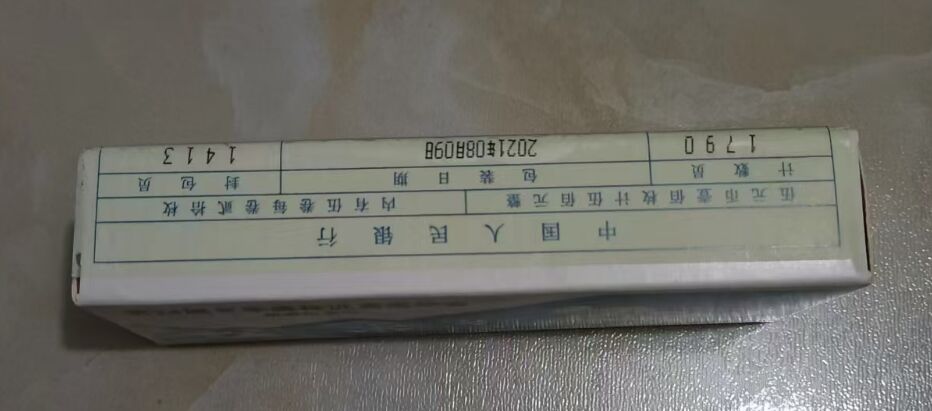 中国人民银行
伍元币壹佰枚计伍佰元整 内有伍卷每卷贰拾枚
计数员 包装日期 封包员
1790 2021年08月09日 1413